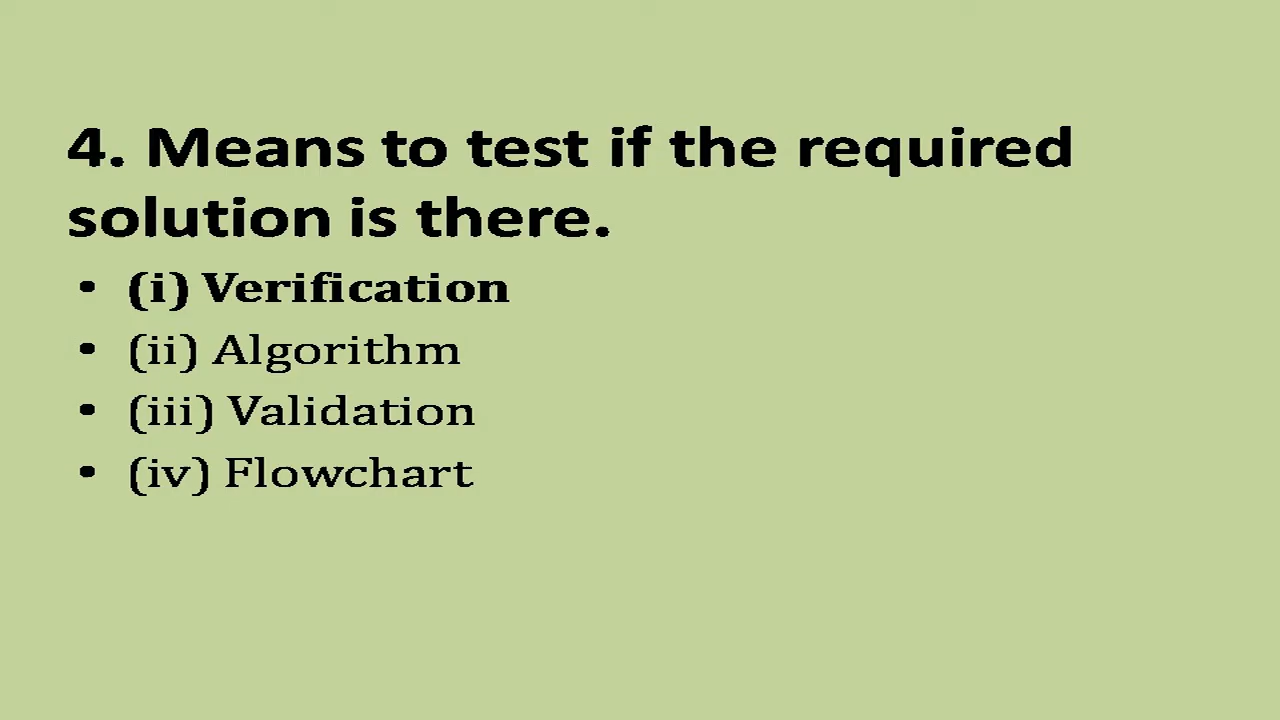 4. Means to test if the required
solution is there.
• (i) Verification
• (ii) Algorithm
• (iii) Validation
• (iv) Flowchart